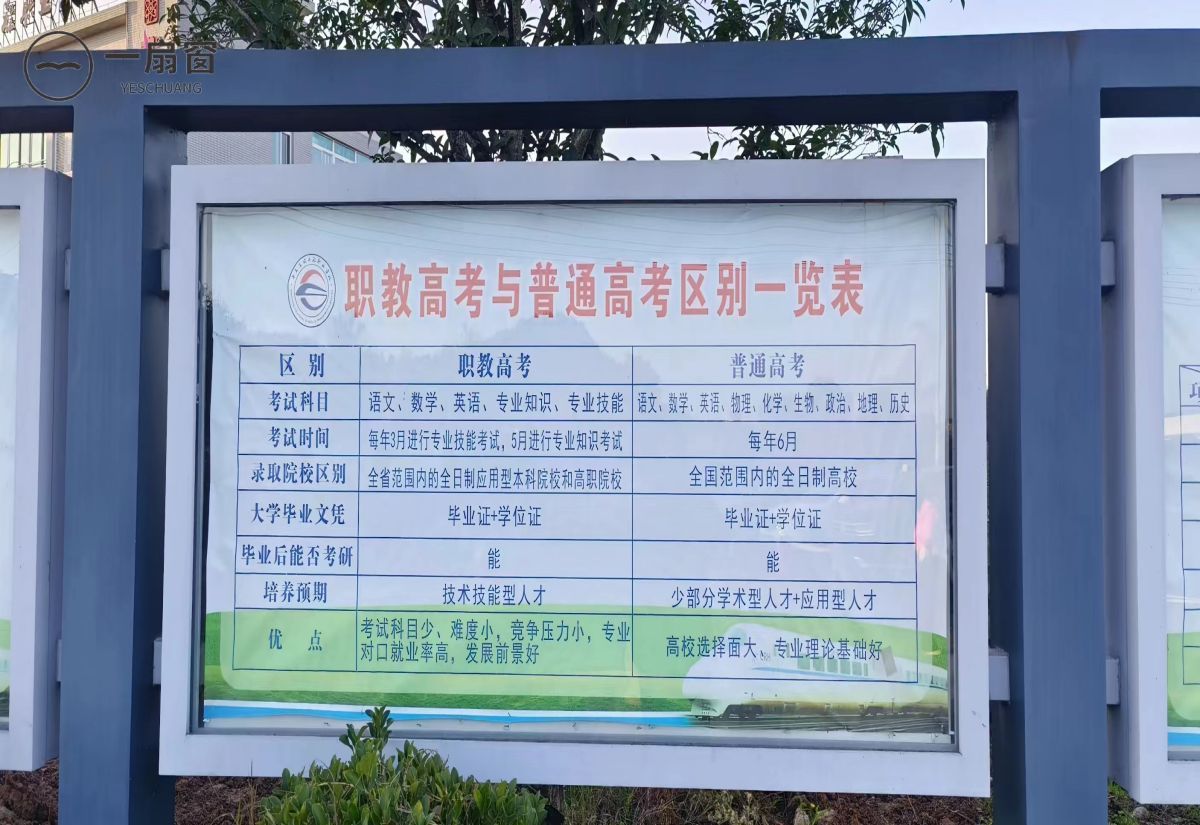 一扇窗
YESCHUANG
职教高考与普通高考区别一览表
区 别 职教高考 普通高考
考试科目 语文、数学、英语、专业知识、专业技能 语文、数学、英语、物理、化学、生物、政治、地理、历史
考试时间 每年3月进行专业技能考试，5月进行专业知识考试 每年6月
录取院校区别 全省范围内的全日制应用型本科院校和高职院校 全国范围内的全日制高校
大学毕业文凭 毕业证+学位证 毕业证+学位证
毕业后能否考研 能 能
培养预期 技术技能型人才 少部分学术型人才+应用型人才
优 点 考试科目少、难度小，竞争压力小，专业 高校选择面大、专业理论基础好
对口就业率高，发展前景好